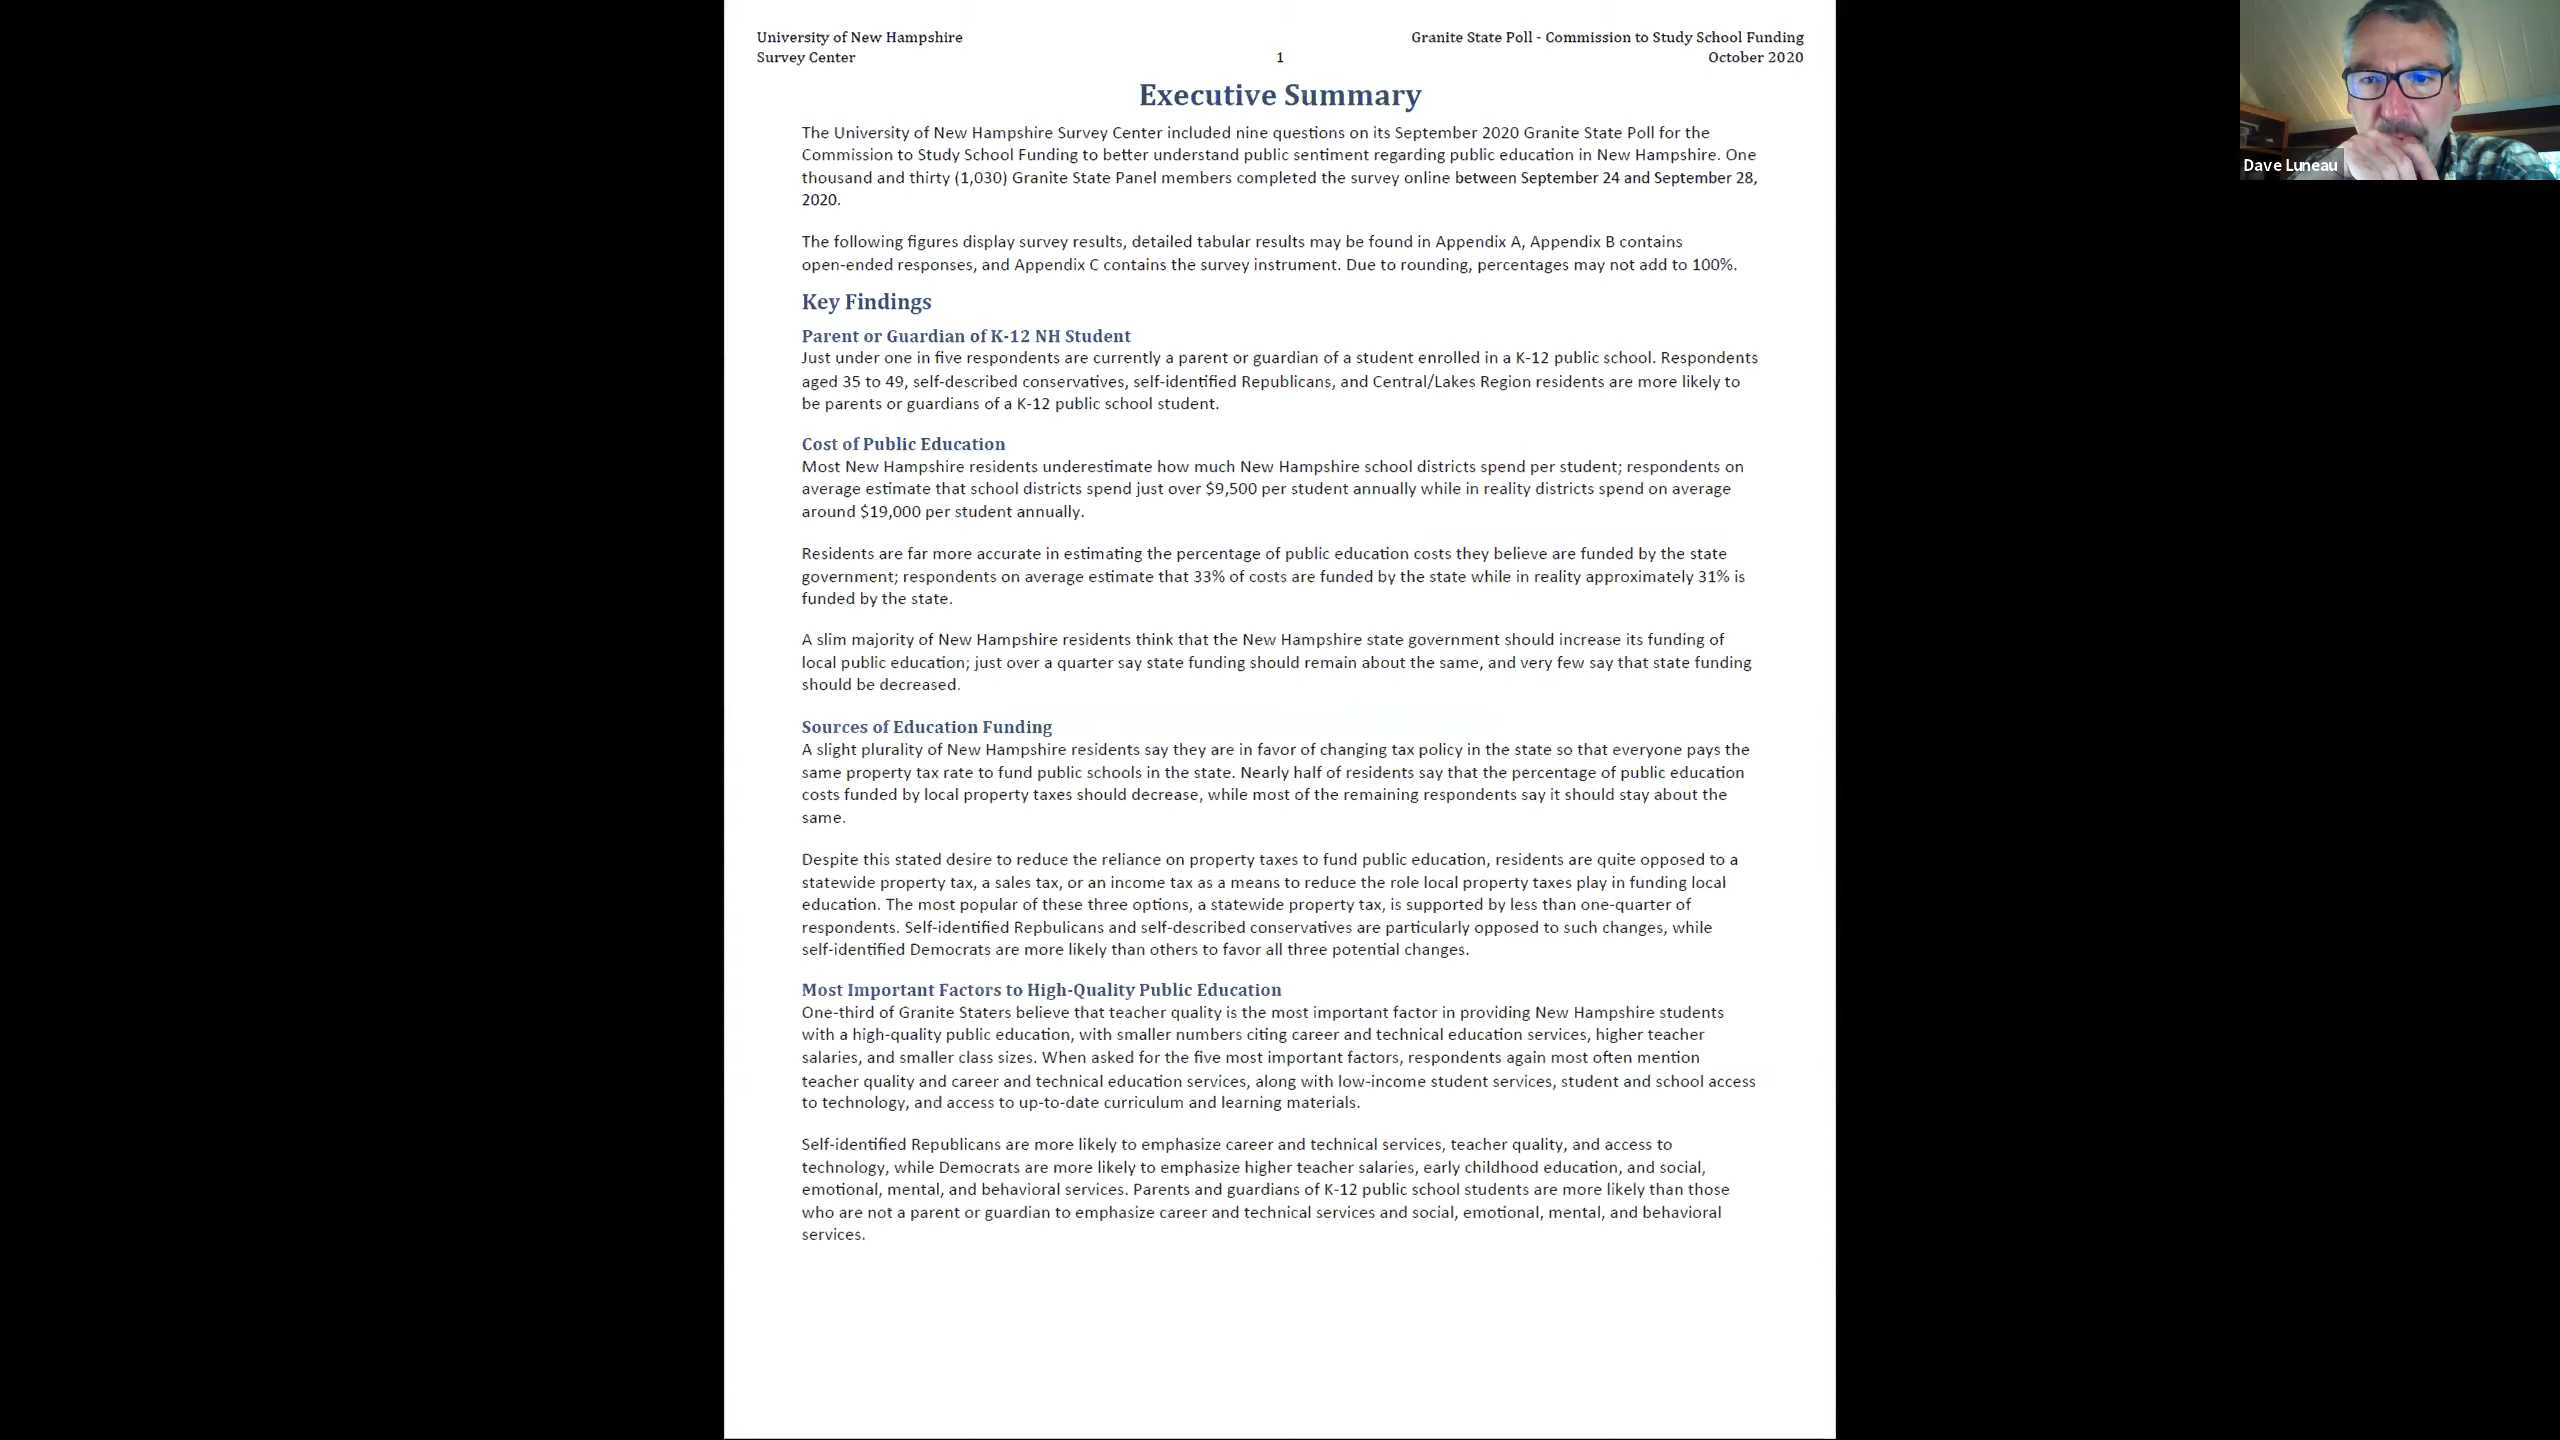 University of New Hampshire
Survey Center
1
Granite State Poll - Commission to Study School Funding
October 2020
Executive Summary
The University of New Hampshire Survey Center included nine questions on its September 2020 Granite State Poll for the
Commission to Study School Funding to better understand public sentiment regarding public education in New Hampshire. One
thousand and thirty (1,030) Granite State Panel members completed the survey online between September 24 and September 28,
2020.
The following figures display survey results, detailed tabular results may be found in Appendix A, Appendix B contains
open-ended responses, and Appendix C contains the survey instrument. Due to rounding, percentages may not add to 100%.
Key Findings
Parent or Guardian of K-12 NH Student
Just under one in five respondents are currently a parent or guardian of a student enrolled in a K-12 public school. Respondents
aged 35 to 49, self-described conservatives, self-identified Republicans, and Central/Lakes Region residents are more likely to
be parents or guardians of a K-12 public school student.
Cost of Public Education
Most New Hampshire residents underestimate how much New Hampshire school districts spend per student; respondents on
average estimate that school districts spend just over $9,500 per student annually while in reality districts spend on average
around $19,000 per student annually.
Residents are far more accurate in estimating the percentage of public education costs they believe are funded by the state
government; respondents on average estimate that 33% of costs are funded by the state while in reality approximately 31% is
funded by the state.
A slim majority of New Hampshire residents think that the New Hampshire state government should increase its funding of
local public education; just over a quarter say state funding should remain about the same, and very few say that state funding
should be decreased.
Sources of Education Funding
A slight plurality of New Hampshire residents say they are in favor of changing tax policy in the state so that everyone pays the
same property tax rate to fund public schools in the state. Nearly half of residents say that the percentage of public education
costs funded by local property taxes should decrease, while most of the remaining respondents say it should stay about the
same.
Despite this stated desire to reduce the reliance on property taxes to fund public education, residents are quite opposed to a
statewide property tax, a sales tax, or an income tax as a means to reduce the role local property taxes play in funding local
education. The most popular of these three options, a statewide property tax, is supported by less than one-quarter of
respondents. Self-identified Repbulicans and self-described conservatives are particularly opposed to such changes, while
self-identified Democrats are more likely than others to favor all three potential changes.
Most Important Factors to High-Quality Public Education
One-third of Granite Staters believe that teacher quality is the most important factor in providing New Hampshire students
with a high-quality public education, with smaller numbers citing career and technical education services, higher teacher
salaries, and smaller class sizes. When asked for the five most important factors, respondents again most often mention
teacher quality and career and technical education services, along with low-income student services, student and school access
to technology, and access to up-to-date curriculum and learning materials.
Self-identified Republicans are more likely to emphasize career and technical services, teacher quality, and access to
technology, while Democrats are more likely to emphasize higher teacher salaries, early childhood education, and social,
emotional, mental, and behavioral services. Parents and guardians of K-12 public school students are more likely than those
who are not a parent or guardian to emphasize career and technical services and social, emotional, mental, and behavioral
services.
Dave Luneau